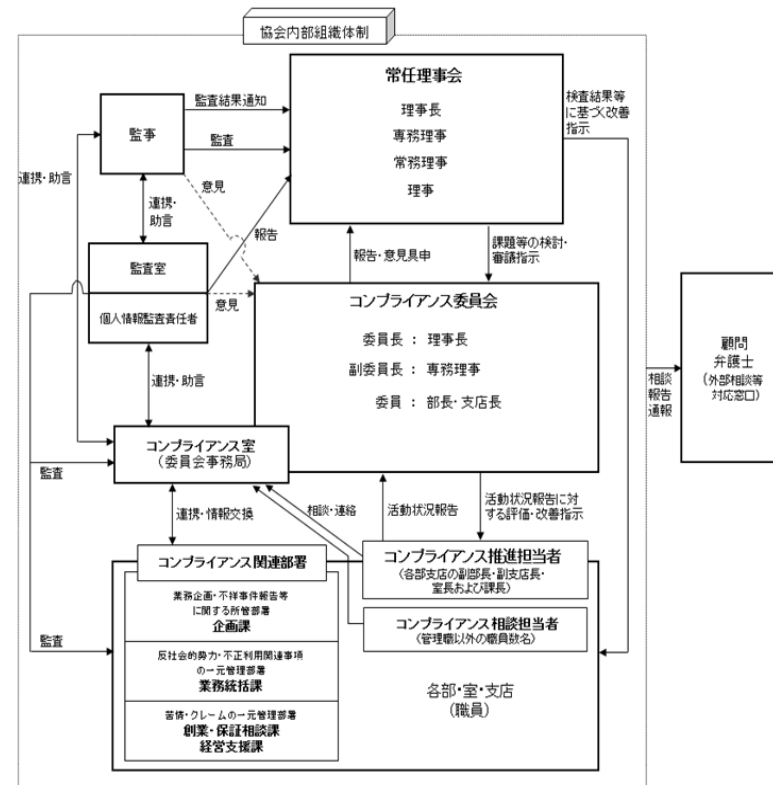 協会内部組織体制
常任理事会
理事長
専務理事
常務理事
理事
監査結果通知
監事
監査
検査結果等
に基づく改善
指示
連携・助言
意見
連携・
助言
報告
報告・意見具申
課題等の検討・
審議指示
監査室
個人情報監査責任者
意見
コンプライアンス委員会
委員長 : 理事長
副委員長 : 専務理事
委員 : 部長・支店長
顧問
弁護士
(外部相談等
対応窓口)
相談
報告
通報
連携・助言
コンプライアンス室
(委員会事務局)
監査
連携・情報交換
相談・連絡
活動状況報告
活動状況報告に対
する評価・改善指示
コンプライアンス関連部署
業務企画・不祥事件報告等
に関する所管部署
企画課
反社会的勢力・不正利用関連事項
の一元管理部署
業務統括課
苦情・クレームの一元管理部署
創業・保証相談課
経営支援課
監査
コンプライアンス推進担当者
(各部支店の副部長・副支店長・
室長および課長)
コンプライアンス相談担当者
(管理職以外の職員数名)
各部・室・支店
(職員)